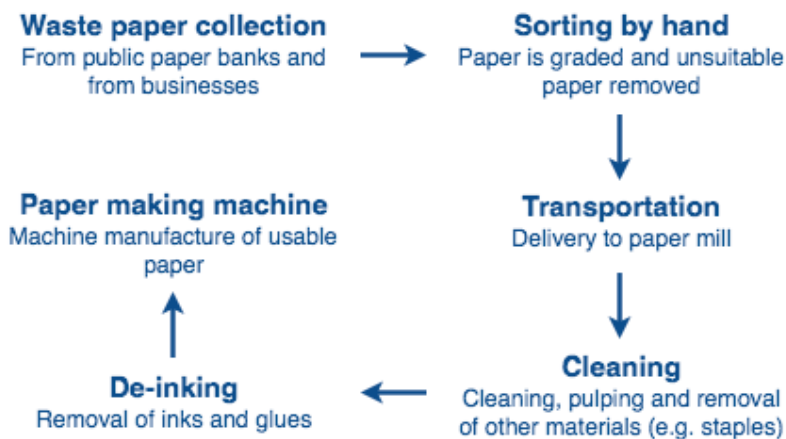 Waste paper collection
From public paper banks and
from businesses
Sorting by hand
Paper is graded and unsuitable
paper removed
Transportation
Delivery to paper mill
Cleaning
Cleaning, pulping and removal
of other materials (e.g. staples)
De-inking
Removal of inks and glues
Paper making machine
Machine manufacture of usable
paper